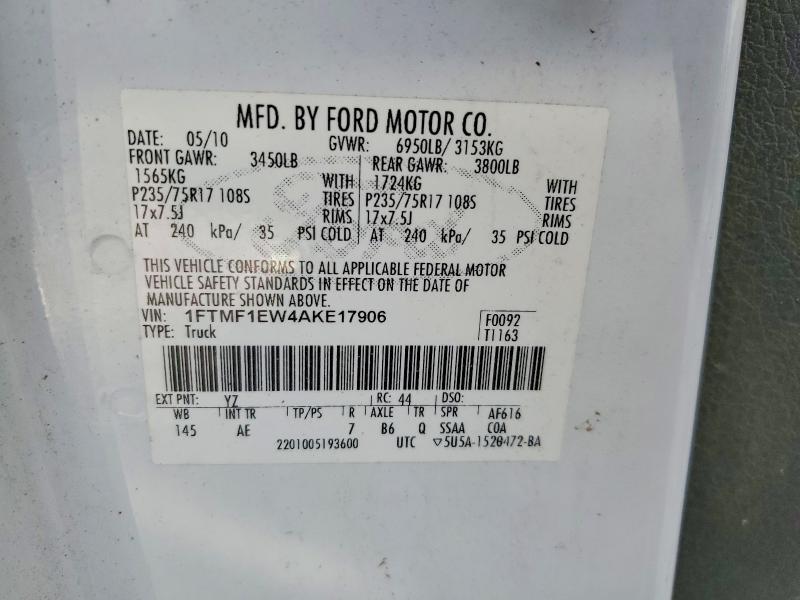 MFD. BY FORD MOTOR CO.
DATE: 05/10 GVWR: 6950LB/ 3153KG
FRONT GAWR: 3450LB REAR GAWR: 3800LB
1565KG WITH 1724KG WITH
P235/75R17 108S TIRES P235/75R17 108S TIRES
17x7.5J RIMS 17x7.5J RIMS
AT 240 kPa/ 35 PSI COLD AT 240 kPa/ 35 PSI COLD
THIS VEHICLE CONFORMS TO ALL APPLICABLE FEDERAL MOTOR
VEHICLE SAFETY STANDARDS IN EFFECT ON THE DATE OF
MANUFACTURE SHOWN ABOVE.
VIN: 1FTMF1EW4AKE17906 F0092
TYPE: Truck T1163
EXT PNT: YZ RC: 44 DSO:
WB INT TR TP/PS R AXLE TR SPR AF616
145 AE 7 B6 Q SSAA COA
2201005193600 UTC ▽5U5A-1520472-BA